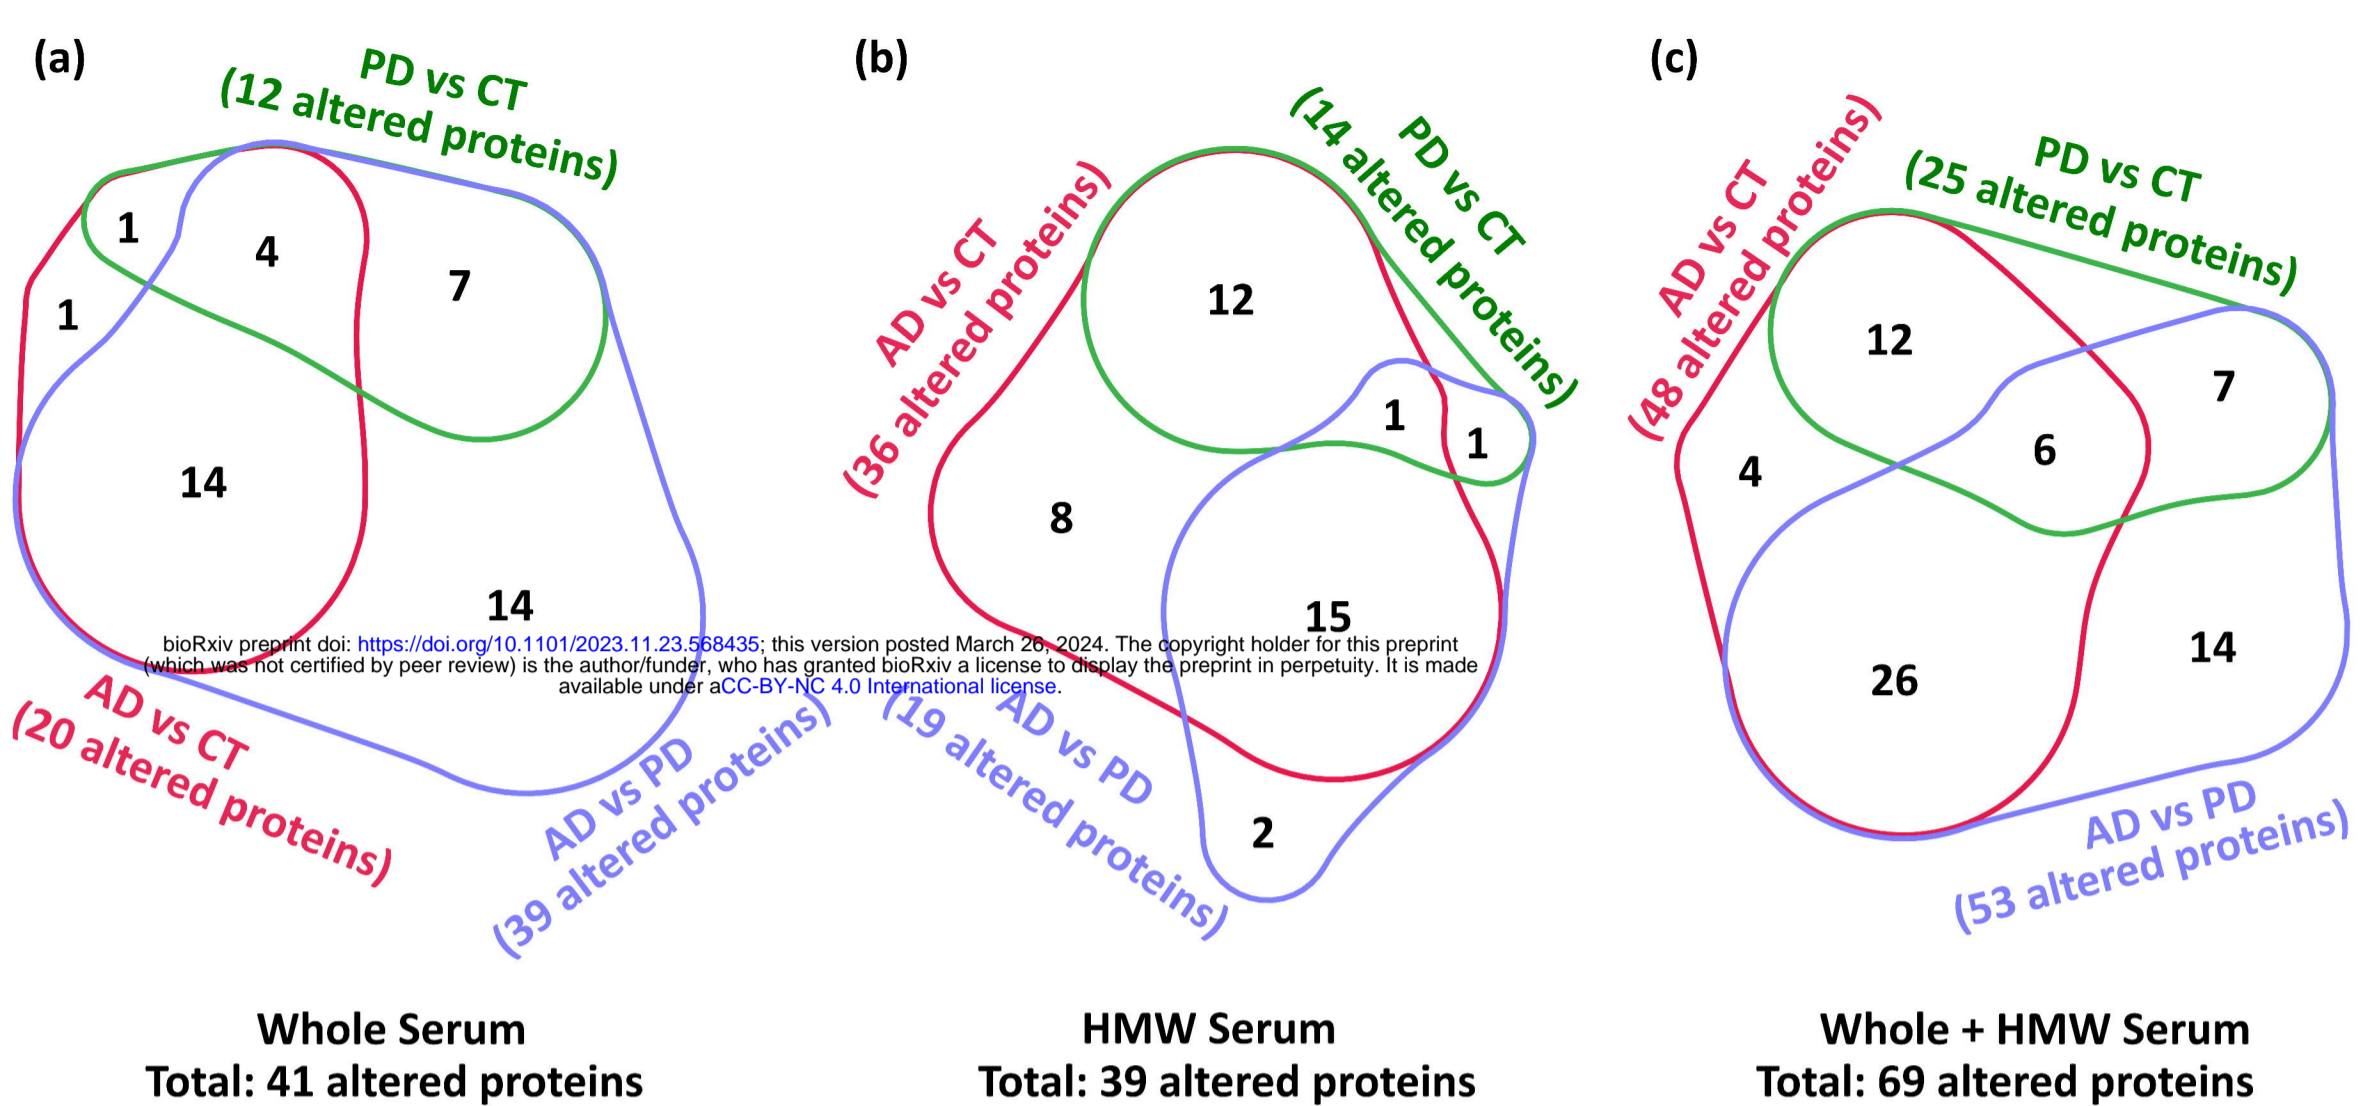 (a)
PD vs CT
(12 altered proteins)
1
4
7
1
14
14
AD vs CT
(20 altered proteins)
AD vs PD
(39 altered proteins)
Whole Serum
Total: 41 altered proteins
(b)
PD vs CT
(14 altered proteins)
AD vs CT
(36 altered proteins)
12
1
1
8
15
2
AD vs PD
(19 altered proteins)
HMW Serum
Total: 39 altered proteins
(c)
AD vs CT
(48 altered proteins)
PD vs CT
(25 altered proteins)
12
7
6
4
14
26
AD vs PD
(53 altered proteins)
Whole + HMW Serum
Total: 69 altered proteins
bioRxiv preprint doi: https://doi.org/10.1101/2023.11.23.568435; this version posted March 26, 2024. The copyright holder for this preprint
(which was not certified by peer review) is the author/funder, who has granted bioRxiv a license to display the preprint in perpetuity. It is made
available under aCC-BY-NC 4.0 International license.